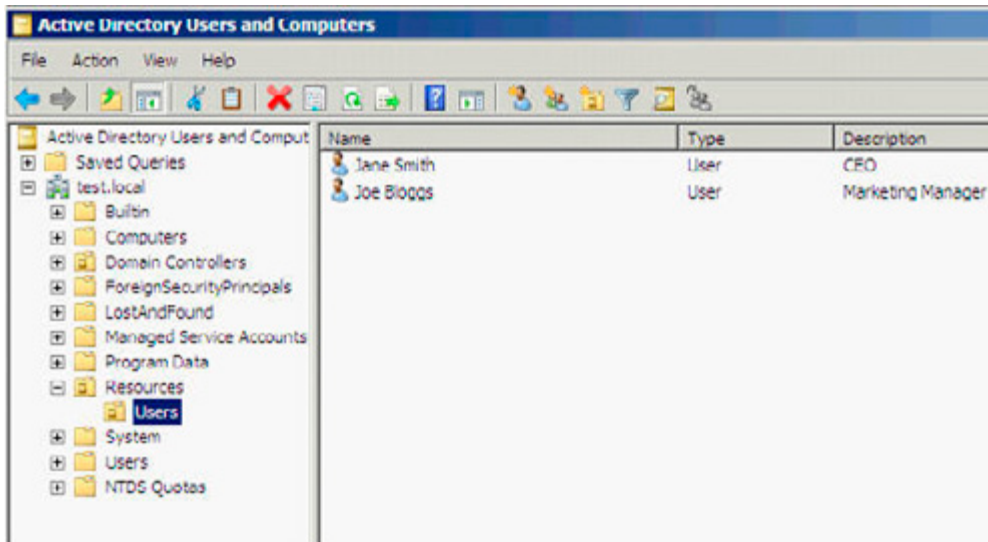 Active Directory Users and Computers
File Action View Help
Active Directory Users and Comput
Saved Queries
test.local
Builtin
Computers
Domain Controllers
ForeignSecurityPrincipals
LostAndFound
Managed Service Accounts
Program Data
Resources
Users
System
Users
NTDS Quotas
Name Type Description
Jane Smith User CEO
Joe Bloggs User Marketing Manager